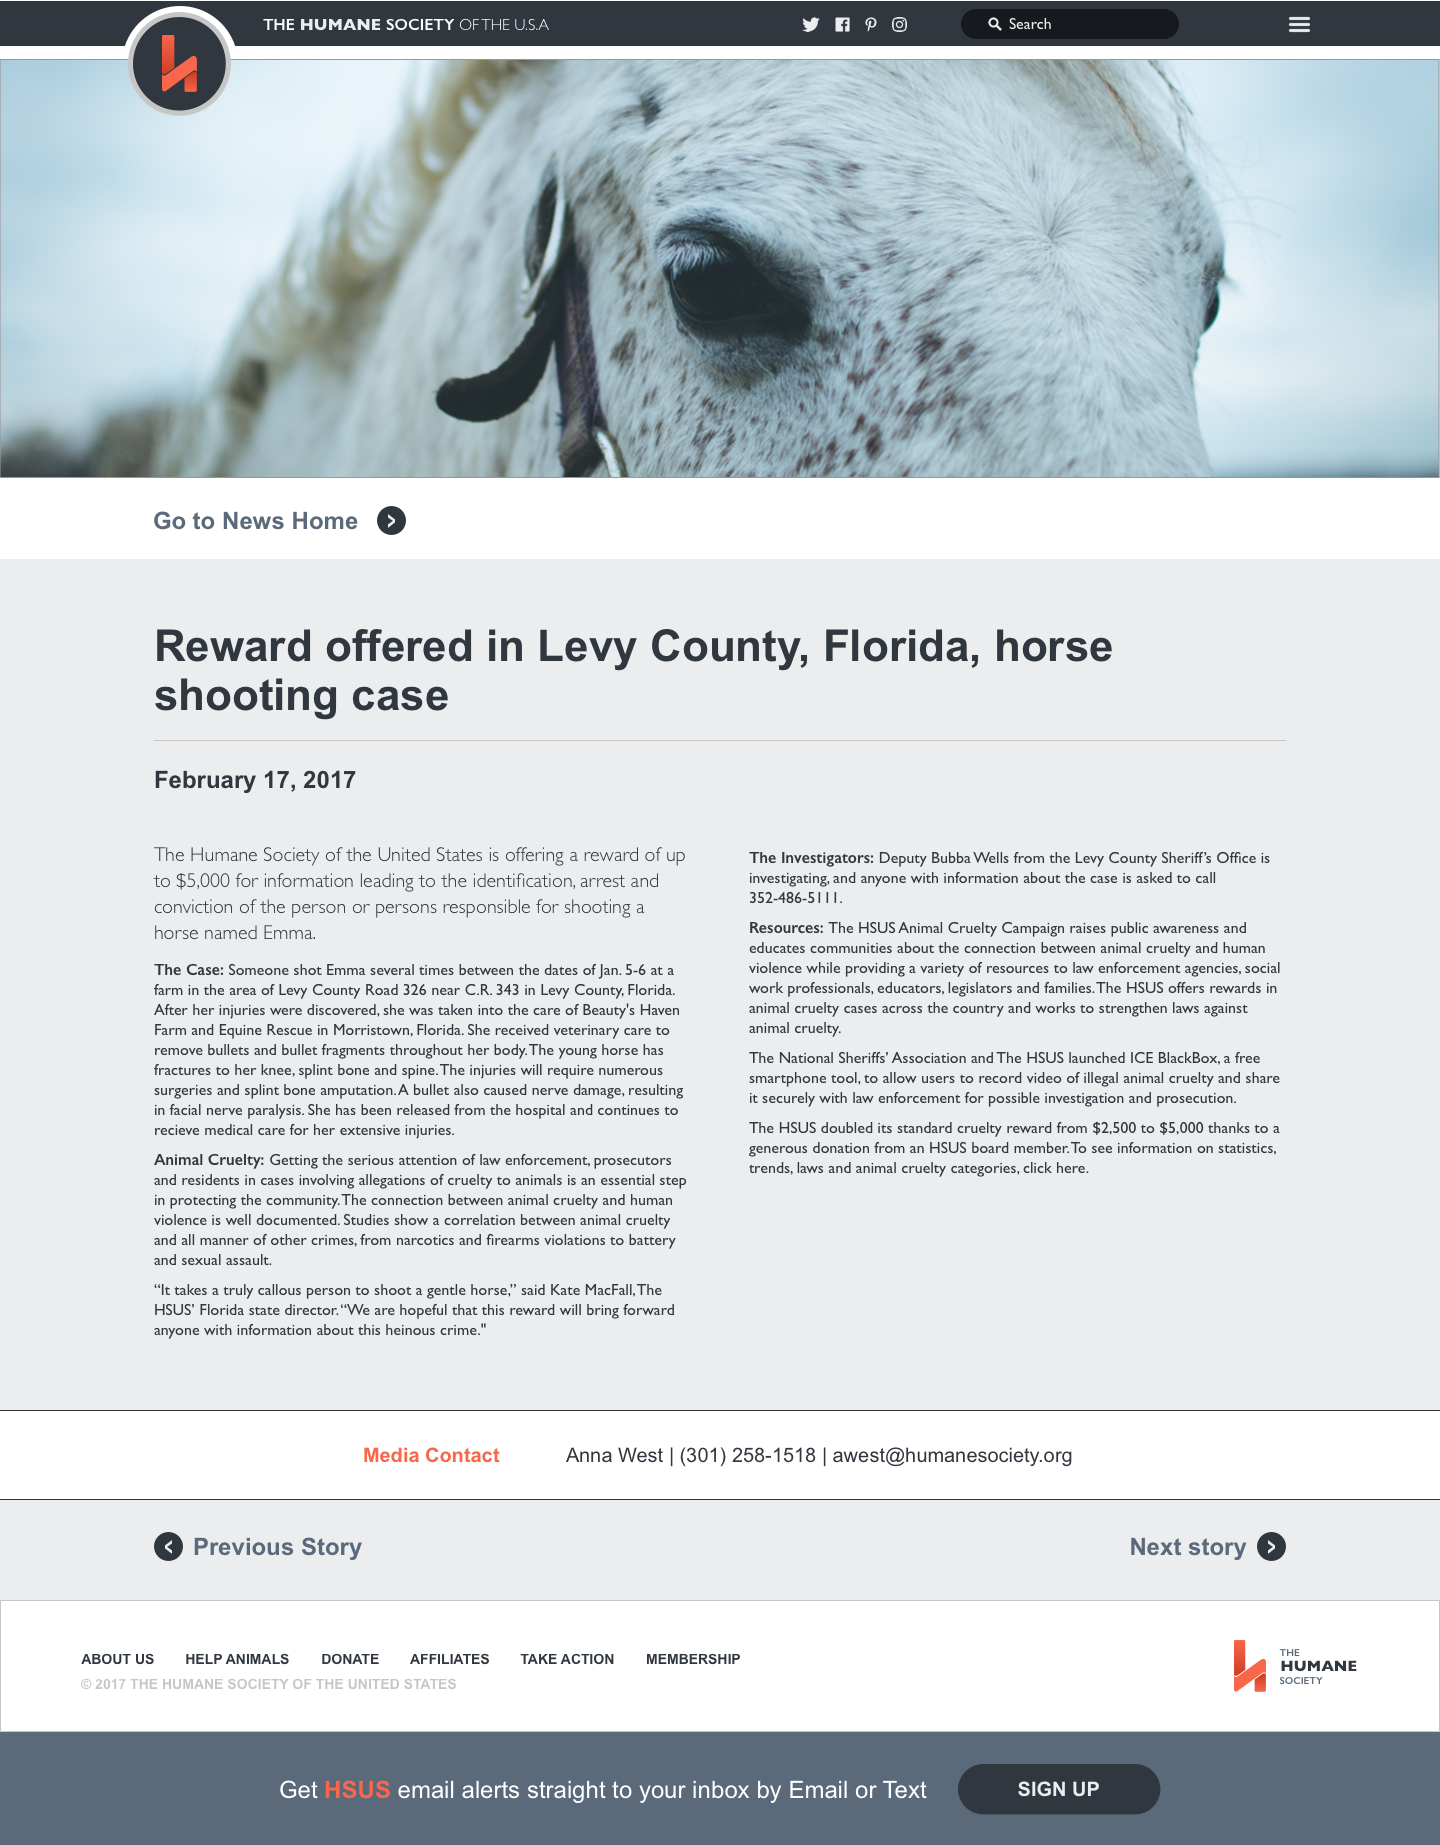 THE HUMANE SOCIETY OF THE U.S.A
Search
Go to News Home
Reward offered in Levy County, Florida, horse
shooting case
February 17, 2017
The Humane Society of the United States is offering a reward of up
to $5,000 for information leading to the identification, arrest and
conviction of the person or persons responsible for shooting a
horse named Emma.
The Case: Someone shot Emma several times between the dates of Jan. 5-6 at a
farm in the area of Levy County Road 326 near C.R. 343 in Levy County, Florida.
After her injuries were discovered, she was taken into the care of Beauty's Haven
Farm and Equine Rescue in Morristown, Florida. She received veterinary care to
remove bullets and bullet fragments throughout her body. The young horse has
fractures to her knee, splint bone and spine. The injuries will require numerous
surgeries and splint bone amputation. A bullet also caused nerve damage, resulting
in facial nerve paralysis. She has been released from the hospital and continues to
recieve medical care for her extensive injuries.
Animal Cruelty: Getting the serious attention of law enforcement, prosecutors
and residents in cases involving allegations of cruelty to animals is an essential step
in protecting the community. The connection between animal cruelty and human
violence is well documented. Studies show a correlation between animal cruelty
and all manner of other crimes, from narcotics and firearms violations to battery
and sexual assault.
“It takes a truly callous person to shoot a gentle horse,” said Kate MacFall, The
HSUS’ Florida state director. “We are hopeful that this reward will bring forward
anyone with information about this heinous crime."
The Investigators: Deputy Bubba Wells from the Levy County Sheriff’s Office is
investigating, and anyone with information about the case is asked to call
352-486-5111.
Resources: The HSUS Animal Cruelty Campaign raises public awareness and
educates communities about the connection between animal cruelty and human
violence while providing a variety of resources to law enforcement agencies, social
work professionals, educators, legislators and families. The HSUS offers rewards in
animal cruelty cases across the country and works to strengthen laws against
animal cruelty.
The National Sheriffs’ Association and The HSUS launched ICE BlackBox, a free
smartphone tool, to allow users to record video of illegal animal cruelty and share
it securely with law enforcement for possible investigation and prosecution.
The HSUS doubled its standard cruelty reward from $2,500 to $5,000 thanks to a
generous donation from an HSUS board member. To see information on statistics,
trends, laws and animal cruelty categories, click here.
Media Contact Anna West | (301) 258-1518 | awest@humanesociety.org
Previous Story
Next story
ABOUT US HELP ANIMALS DONATE AFFILIATES TAKE ACTION MEMBERSHIP
© 2017 THE HUMANE SOCIETY OF THE UNITED STATES
THE
HUMANE
SOCIETY
Get HSUS email alerts straight to your inbox by Email or Text
SIGN UP